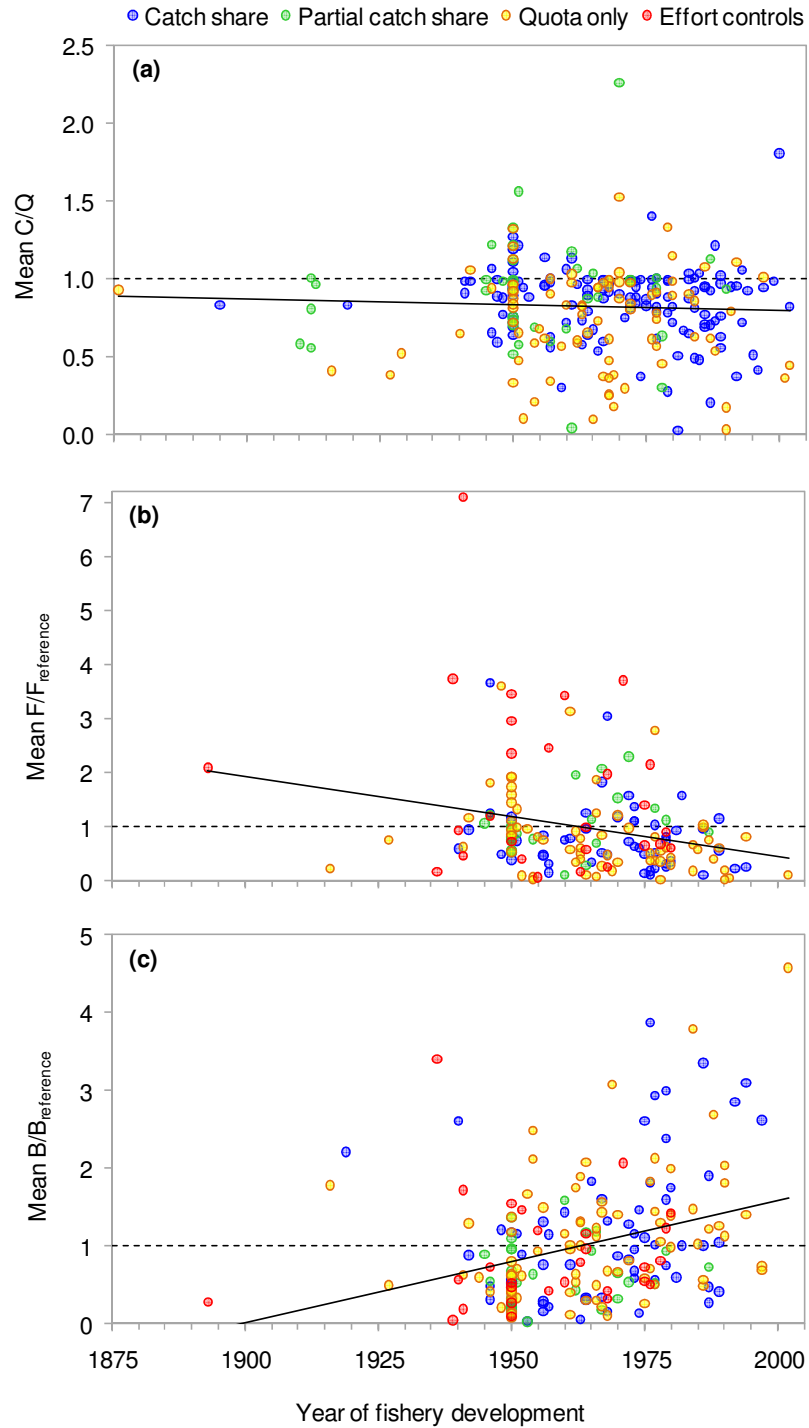 Catch share Partial catch share Quota only Effort controls
(a)
2.5
2.0
1.5
1.0
0.5
0.0
Mean C/Q
(b)
7
6
5
4
3
2
1
0
Mean F/Freference
(c)
5
4
3
2
1
0
Mean B/Breference
1875 1900 1925 1950 1975 2000
Year of fishery development